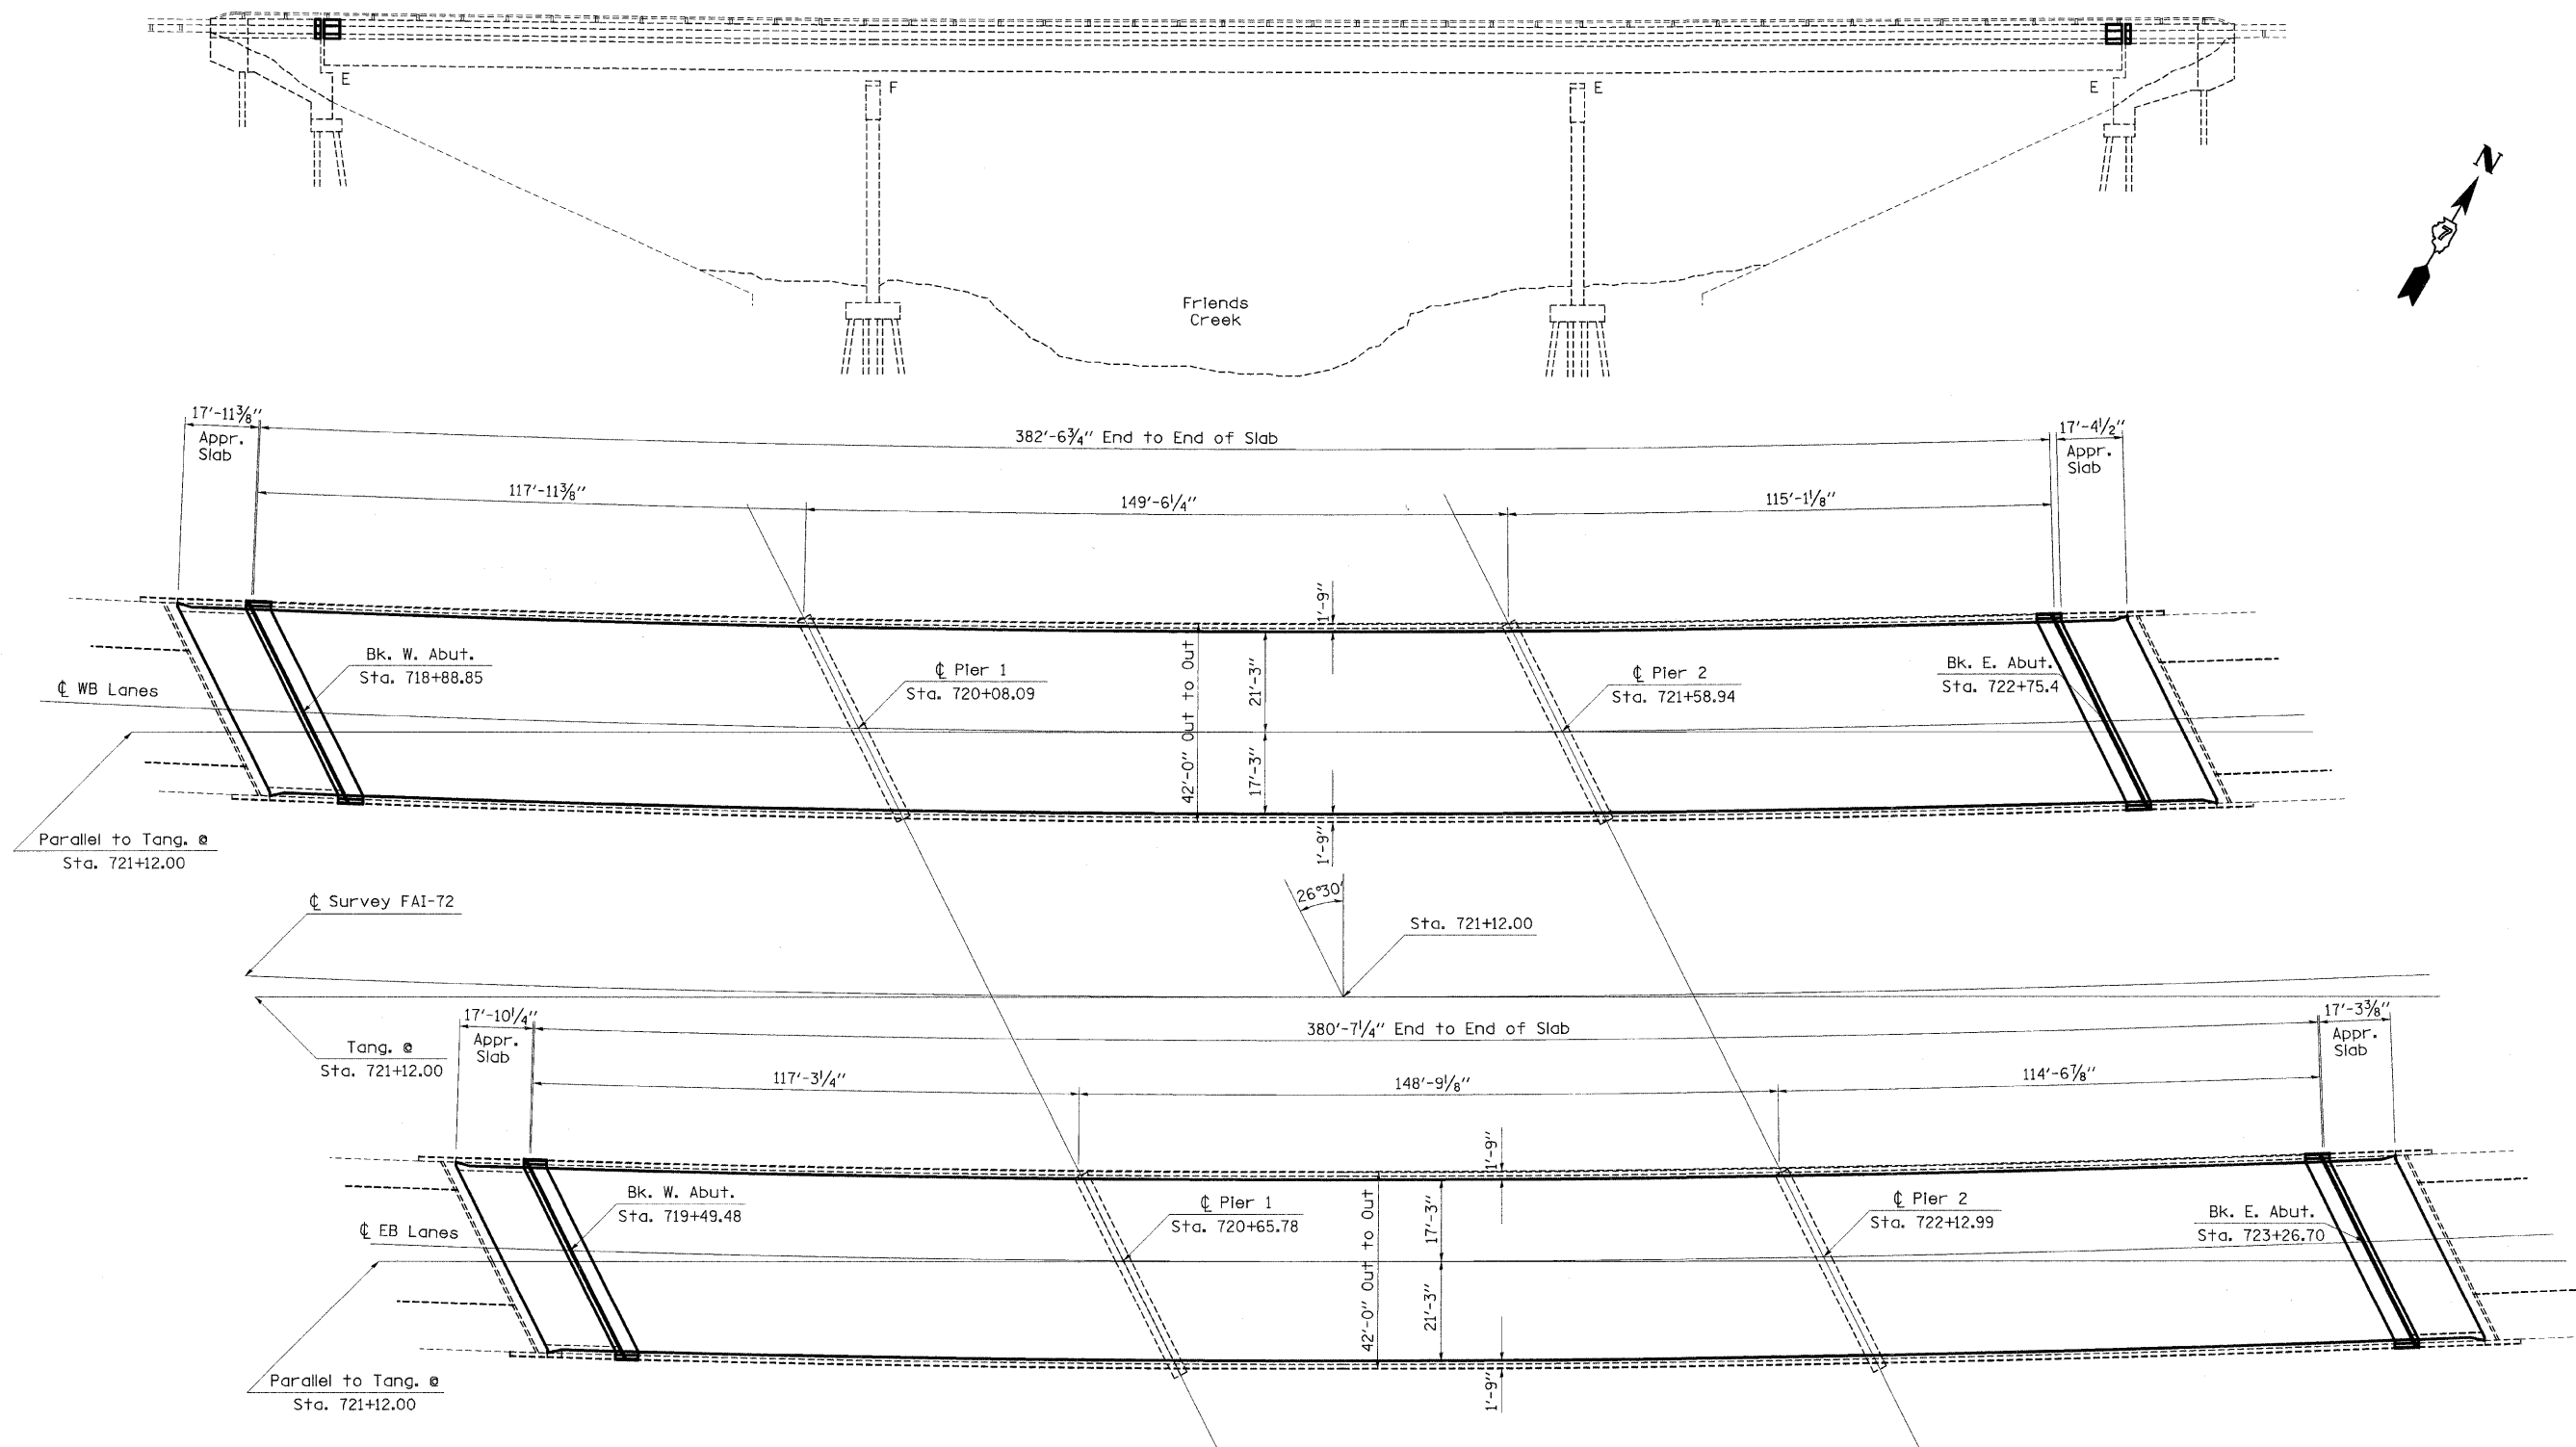 E
F
E
E
N
7
Friends
Creek
17'-11⅜"
Appr.
Slab
382'-6¾" End to End of Slab
17'-4½"
Appr.
Slab
117'-11⅜"
149'-6¼"
115'-1⅛"
1'-9"
Bk. W. Abut.
Sta. 718+88.85
℄ WB Lanes
℄ Pier 1
Sta. 720+08.09
42'-0" Out to Out
21'-3"
17'-3"
℄ Pier 2
Sta. 721+58.94
Bk. E. Abut.
Sta. 722+75.4
1'-9"
Parallel to Tang. @
Sta. 721+12.00
℄ Survey FAI-72
26°30'
Sta. 721+12.00
Tang. @
Sta. 721+12.00
17'-10¼"
Appr.
Slab
380'-7¼" End to End of Slab
17'-3⅜"
Appr.
Slab
117'-3¼"
148'-9⅛"
114'-6⅞"
1'-9"
Bk. W. Abut.
Sta. 719+49.48
℄ EB Lanes
℄ Pier 1
Sta. 720+65.78
42'-0" Out to Out
17'-3"
21'-3"
℄ Pier 2
Sta. 722+12.99
Bk. E. Abut.
Sta. 723+26.70
1'-9"
Parallel to Tang. @
Sta. 721+12.00